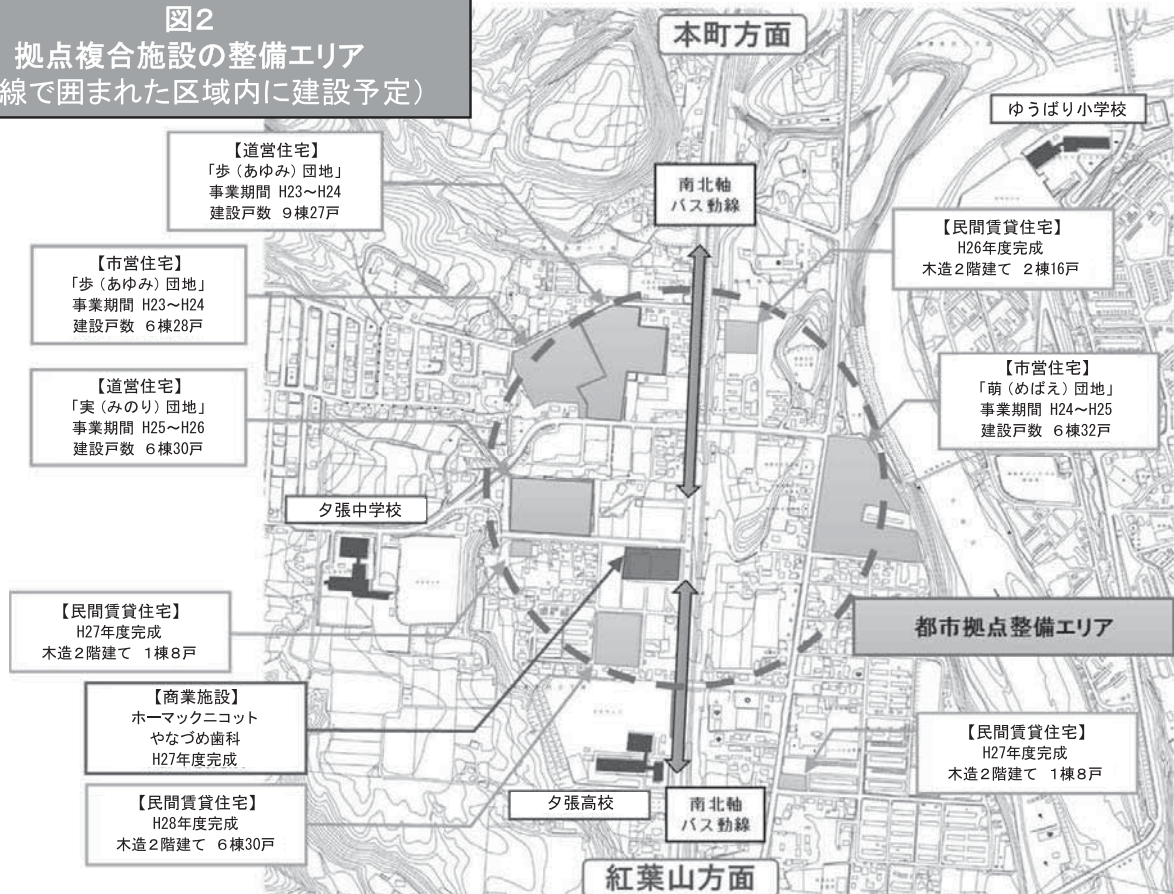 図2
拠点複合施設の整備エリア
線で囲まれた区域内に建設予定）
本町方面
ゆうばり小学校
【道営住宅】
「歩（あゆみ）団地」
事業期間 H23～H24
建設戸数 9棟27戸
南北軸
バス動線
【民間賃貸住宅】
H26年度完成
木造2階建て 2棟16戸
【市営住宅】
「歩（あゆみ）団地」
事業期間 H23～H24
建設戸数 6棟28戸
【市営住宅】
「萌（めばえ）団地」
事業期間 H24～H25
建設戸数 6棟32戸
【道営住宅】
「実（みのり）団地」
事業期間 H25～H26
建設戸数 6棟30戸
夕張中学校
【民間賃貸住宅】
H27年度完成
木造2階建て 1棟8戸
都市拠点整備エリア
【商業施設】
ホーマックニコット
やなづめ歯科
H27年度完成
【民間賃貸住宅】
H27年度完成
木造2階建て 1棟8戸
【民間賃貸住宅】
H28年度完成
木造2階建て 6棟30戸
夕張高校
南北軸
バス動線
紅葉山方面